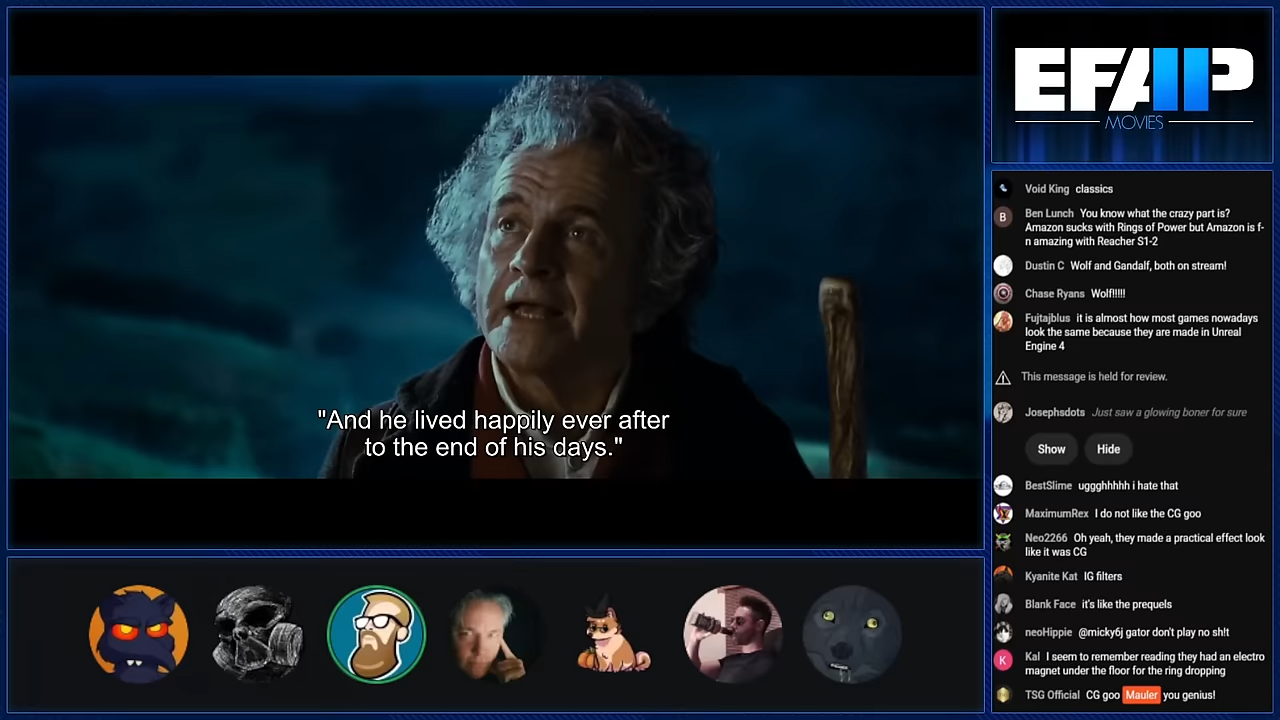 "And he lived happily ever after
to the end of his days."
EFAP
MOVIES
Void King classics
B
Ben Lunch You know what the crazy part is?
Amazon sucks with Rings of Power but Amazon is f-
n amazing with Reacher S1-2
Dustin C Wolf and Gandalf, both on stream!
Chase Ryans Wolf!!!!!
Fujtajblus it is almost how most games nowadays
look the same because they are made in Unreal
Engine 4
This message is held for review.
Josephsdots Just saw a glowing boner for sure
Show Hide
BestSlime uggghhhhh i hate that
MaximumRex I do not like the CG goo
Neo2266 Oh yeah, they made a practical effect look
like it was CG
Kyanite Kat IG filters
Blank Face it's like the prequels
neoHippie @micky6j gator don't play no sh!t
K
Kal I seem to remember reading they had an electro
magnet under the floor for the ring dropping
TSG Official CG goo Mauler you genius!